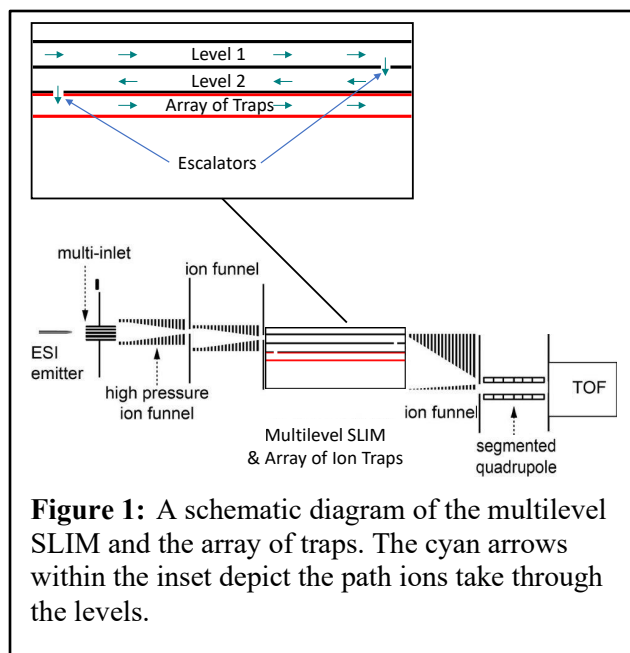 Level 1
Level 2
Array of Traps
Escalators
multi-inlet
ion funnel
ESI
emitter
high pressure
ion funnel
Multilevel SLIM
& Array of Ion Traps
ion funnel
segmented
quadrupole
TOF
Figure 1: A schematic diagram of the multilevel
SLIM and the array of traps. The cyan arrows
within the inset depict the path ions take through
the levels.